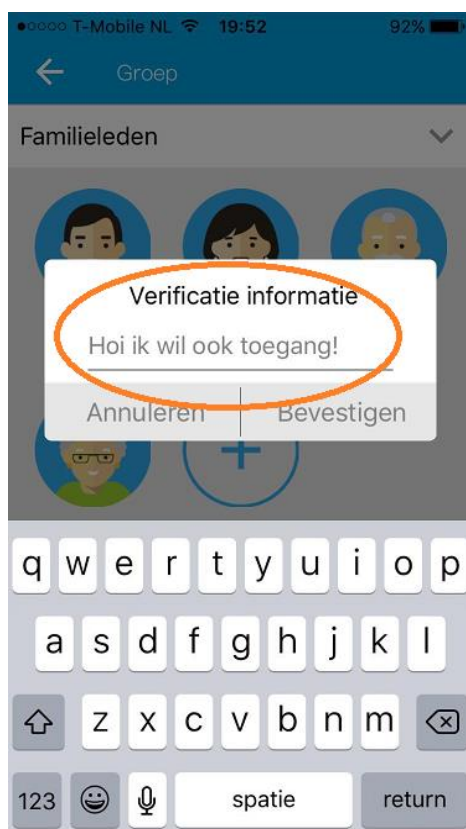 T-Mobile NL 19:52 92%
Groep
Familieleden
Verificatie informatie
Hoi ik wil ook toegang!
Annuleren Bevestigen
q w e r t y u i o p
a s d f g h j k l
z x c v b n m
123 spatie return